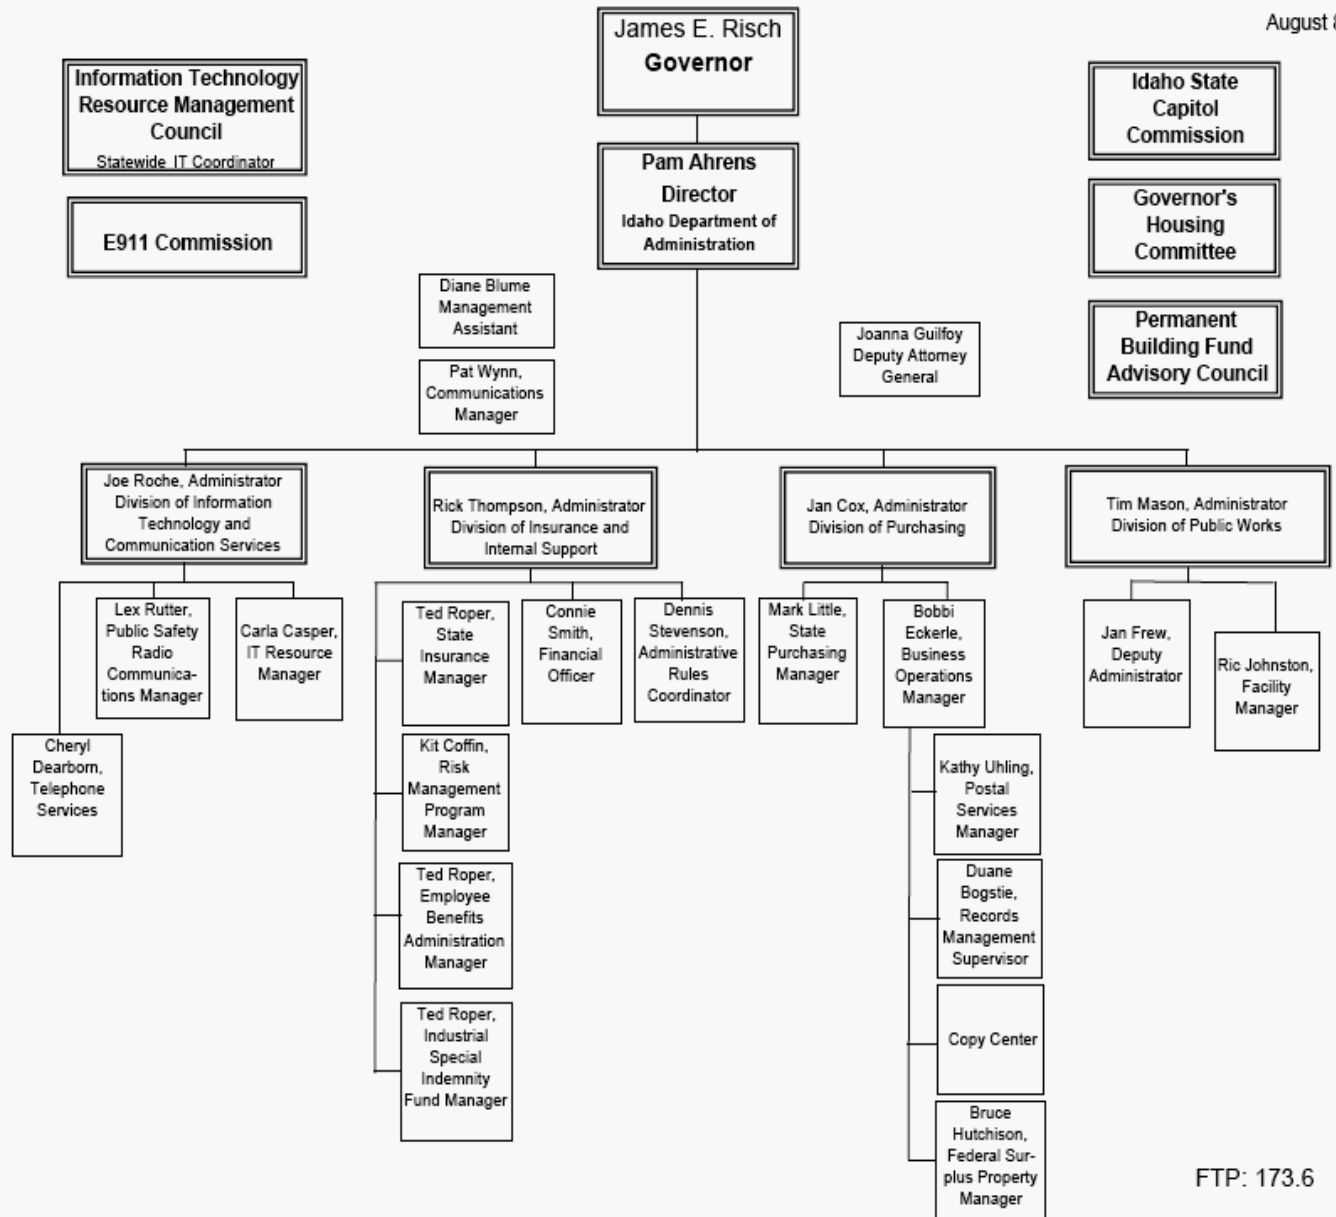 August 8
James E. Risch
Governor
Information Technology
Resource Management
Council
Statewide IT Coordinator
E911 Commission
Pam Ahrens
Director
Idaho Department of
Administration
Idaho State
Capitol
Commission
Governor's
Housing
Committee
Permanent
Building Fund
Advisory Council
Diane Blume
Management
Assistant
Pat Wynn,
Communications
Manager
Joanna Guilfoy
Deputy Attorney
General
Joe Roche, Administrator
Division of Information
Technology and
Communication Services
Rick Thompson, Administrator
Division of Insurance and
Internal Support
Jan Cox, Administrator
Division of Purchasing
Tim Mason, Administrator
Division of Public Works
Lex Rutter,
Public Safety
Radio
Communica-
tions Manager
Carla Casper,
IT Resource
Manager
Cheryl
Dearborn,
Telephone
Services
Ted Roper,
State
Insurance
Manager
Connie
Smith,
Financial
Officer
Dennis
Stevenson,
Administrative
Rules
Coordinator
Kit Coffin,
Risk
Management
Program
Manager
Ted Roper,
Employee
Benefits
Administration
Manager
Ted Roper,
Industrial
Special
Indemnity
Fund Manager
Mark Little,
State
Purchasing
Manager
Bobbi
Eckerle,
Business
Operations
Manager
Kathy Uhling,
Postal
Services
Manager
Duane
Bogstie,
Records
Management
Supervisor
Copy Center
Bruce
Hutchison,
Federal Sur-
plus Property
Manager
Jan Frew,
Deputy
Administrator
Ric Johnston,
Facility
Manager
FTP: 173.6